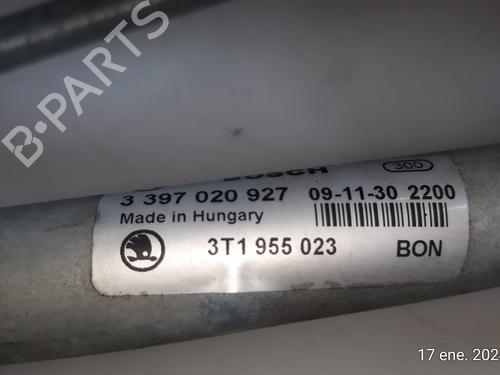 B-PARTS
BOSCH
300
3 397 020 927 09-11-30 2200
Made in Hungary
3T1 955 023 BON
17 ene. 202